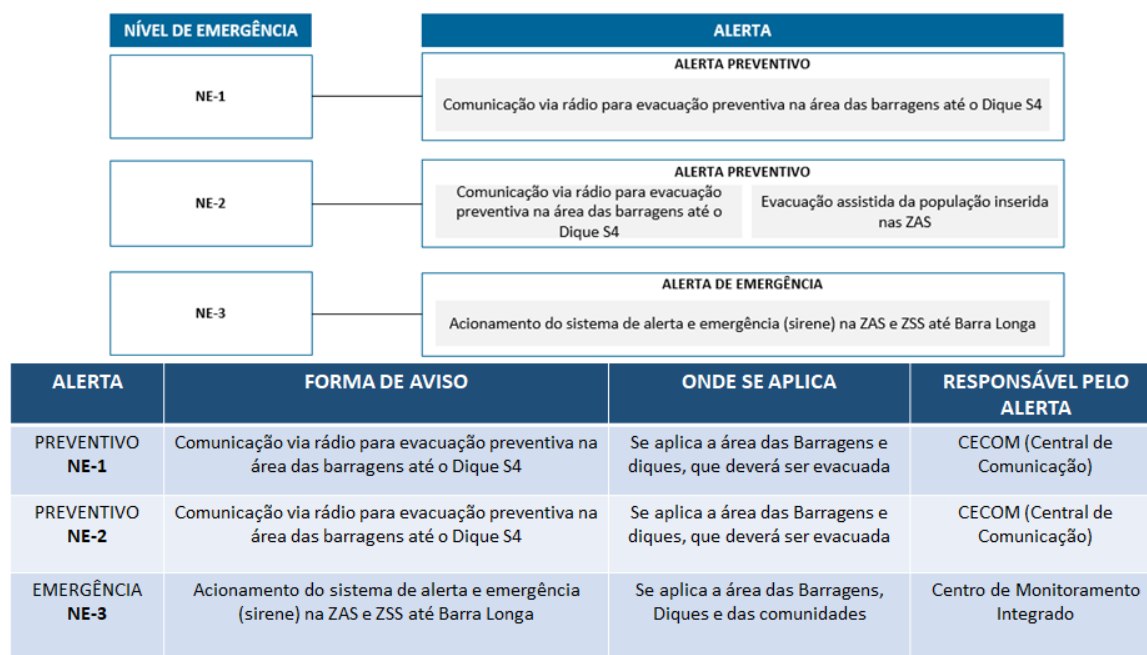 NÍVEL DE EMERGÊNCIA
ALERTA
NE-1
ALERTA PREVENTIVO
Comunicação via rádio para evacuação preventiva na área das barragens até o Dique S4
NE-2
ALERTA PREVENTIVO
Comunicação via rádio para evacuação
preventiva na área das barragens até o
Dique S4
Evacuação assistida da população inserida
nas ZAS
NE-3
ALERTA DE EMERGÊNCIA
Acionamento do sistema de alerta e emergência (sirene) na ZAS e ZSS até Barra Longa
ALERTA
FORMA DE AVISO
ONDE SE APLICA
RESPONSÁVEL PELO
ALERTA
PREVENTIVO
NE-1
Comunicação via rádio para evacuação preventiva na
área das barragens até o Dique S4
Se aplica a área das Barragens e
diques, que deverá ser evacuada
CECOM (Central de
Comunicação)
PREVENTIVO
NE-2
Comunicação via rádio para evacuação preventiva na
área das barragens até o Dique S4
Se aplica a área das Barragens e
diques, que deverá ser evacuada
CECOM (Central de
Comunicação)
EMERGÊNCIA
NE-3
Acionamento do sistema de alerta e emergência
(sirene) na ZAS e ZSS até Barra Longa
Se aplica a área das Barragens,
Diques e das comunidades
Centro de Monitoramento
Integrado